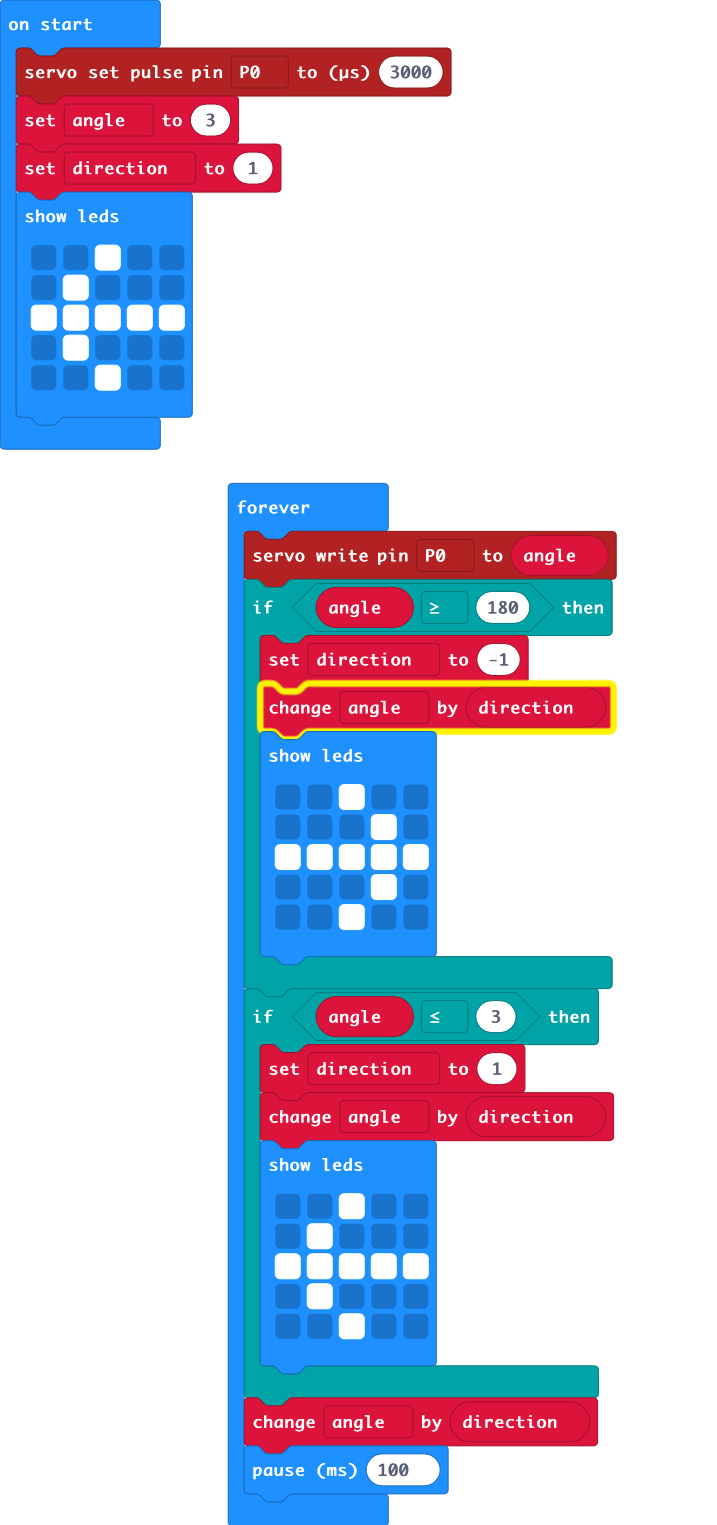 on start
servo set pulse pin P0 to (µs) 3000
set angle to 3
set direction to 1
show leds
forever
servo write pin P0 to angle
if angle ≥ 180 then
set direction to -1
change angle by direction
show leds
if angle ≤ 3 then
set direction to 1
change angle by direction
show leds
change angle by direction
pause (ms) 100